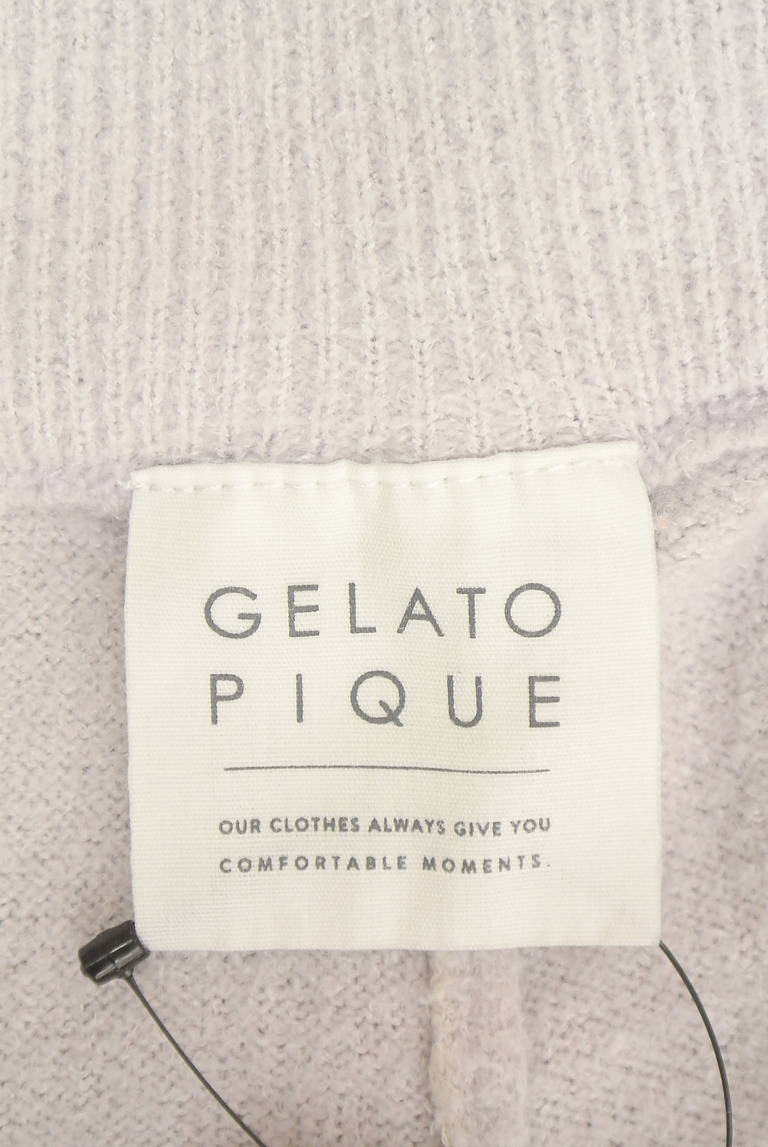 GELATO
PIQUE
OUR CLOTHES ALWAYS GIVE YOU
COMFORTABLE MOMENTS.